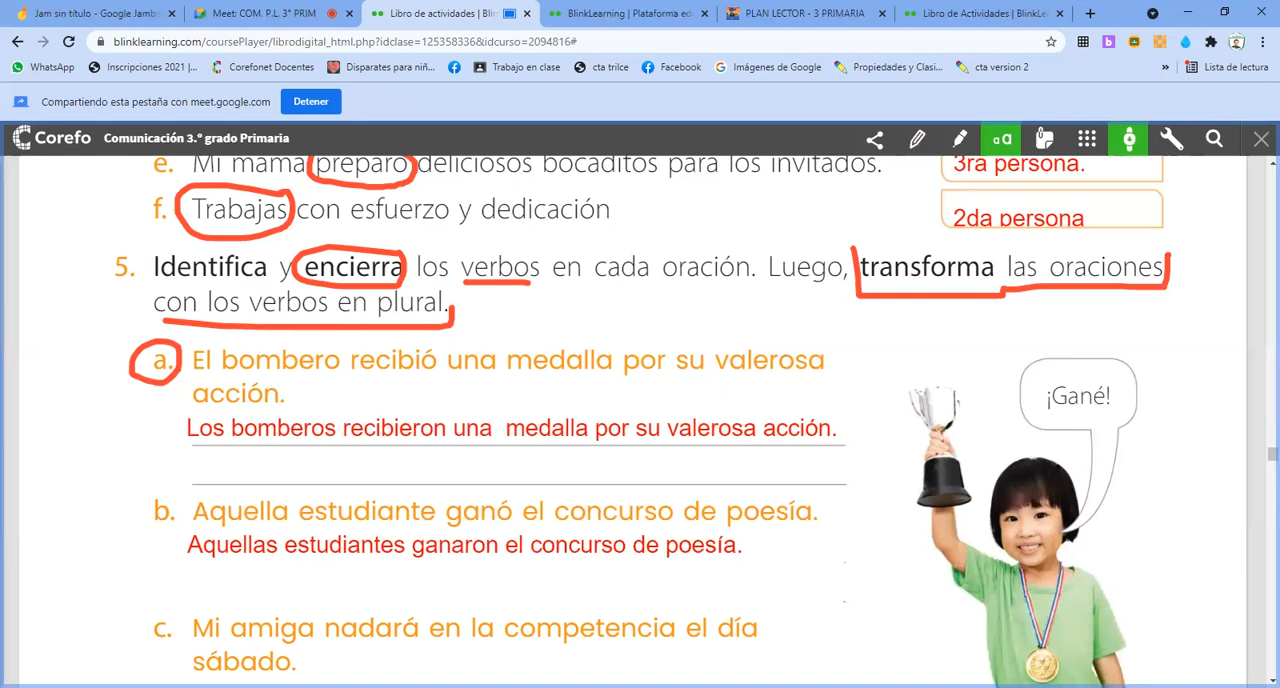 Jam sin título - Google Jambo
Meet: COM. P.L. 3° PRIM
Libro de actividades | Bli
BlinkLearning | Plataforma ed
PLAN LECTOR - 3 PRIMARIA
Libro de Actividades | BlinkLe
blinklearning.com/coursePlayer/librodigital_html.php?idclase=125358336&idcurso=2094816#
WhatsApp
Inscripciones 2021 |...
Corefonet Docentes
Disparates para niñ...
Trabajo en clase
cta trilce
Facebook
Imágenes de Google
Propiedades y Clasi...
cta version 2
»
Lista de lectura
Compartiendo esta pestaña con meet.google.com
Detener
Corefo
Comunicación 3.º grado Primaria
aA
e. Mi mamá preparó deliciosos bocaditos para los invitados.
3ra persona.
f. Trabajas con esfuerzo y dedicación
2da persona
5. Identifica y encierra los verbos en cada oración. Luego, transforma las oraciones
con los verbos en plural.
a. El bombero recibió una medalla por su valerosa
acción.
Los bomberos recibieron una medalla por su valerosa acción.
¡Gané!
b. Aquella estudiante ganó el concurso de poesía.
Aquellas estudiantes ganaron el concurso de poesía.
c. Mi amiga nadará en la competencia el día
sábado.